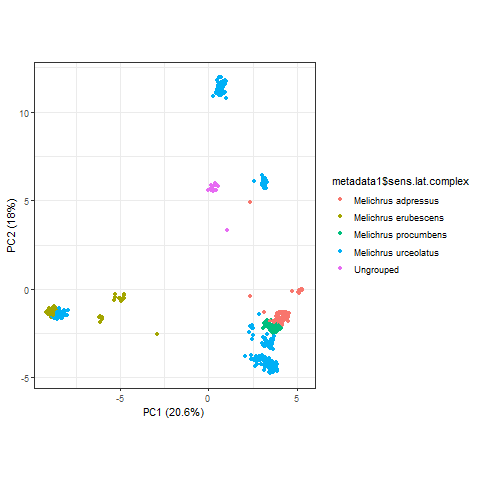 10
5
0
-5
PC2 (18%)
-5
0
5
PC1 (20.6%)
metadata1$sens.lat.complex
Melichrus adpressus
Melichrus erubescens
Melichrus procumbens
Melichrus urceolatus
Ungrouped